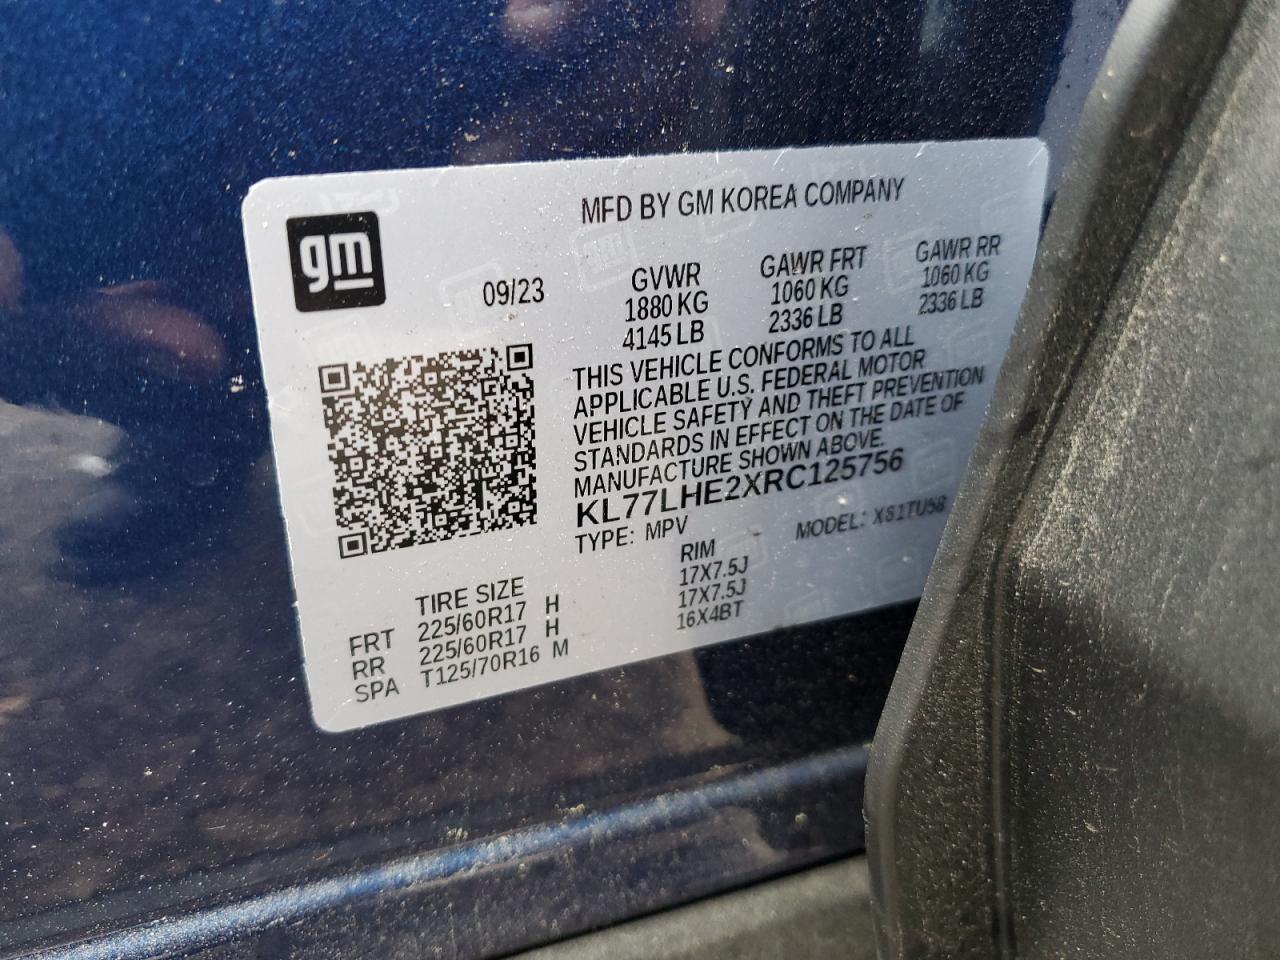 gm
MFD BY GM KOREA COMPANY
09/23
GVWR GAWR FRT GAWR RR
1880 KG 1060 KG 1060 KG
4145 LB 2336 LB 2336 LB
THIS VEHICLE CONFORMS TO ALL
APPLICABLE U.S. FEDERAL MOTOR
VEHICLE SAFETY AND THEFT PREVENTION
STANDARDS IN EFFECT ON THE DATE OF
MANUFACTURE SHOWN ABOVE.
KL77LHE2XRC125756
TYPE: MPV MODEL: X61TU58
TIRE SIZE RIM
FRT 225/60R17 H 17X7.5J
RR 225/60R17 H 17X7.5J
SPA T125/70R16 M 16X4BT